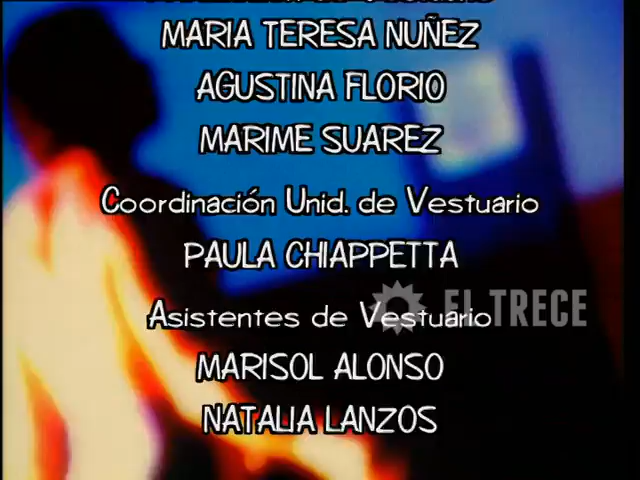 MARIA TERESA NUÑEZ
AGUSTINA FLORIO
MARIME SUAREZ
Coordinación Unid. de Vestuario
PAULA CHIAPPETTA
EL TRECE
Asistentes de Vestuario
MARISOL ALONSO
NATALIA LANZOS